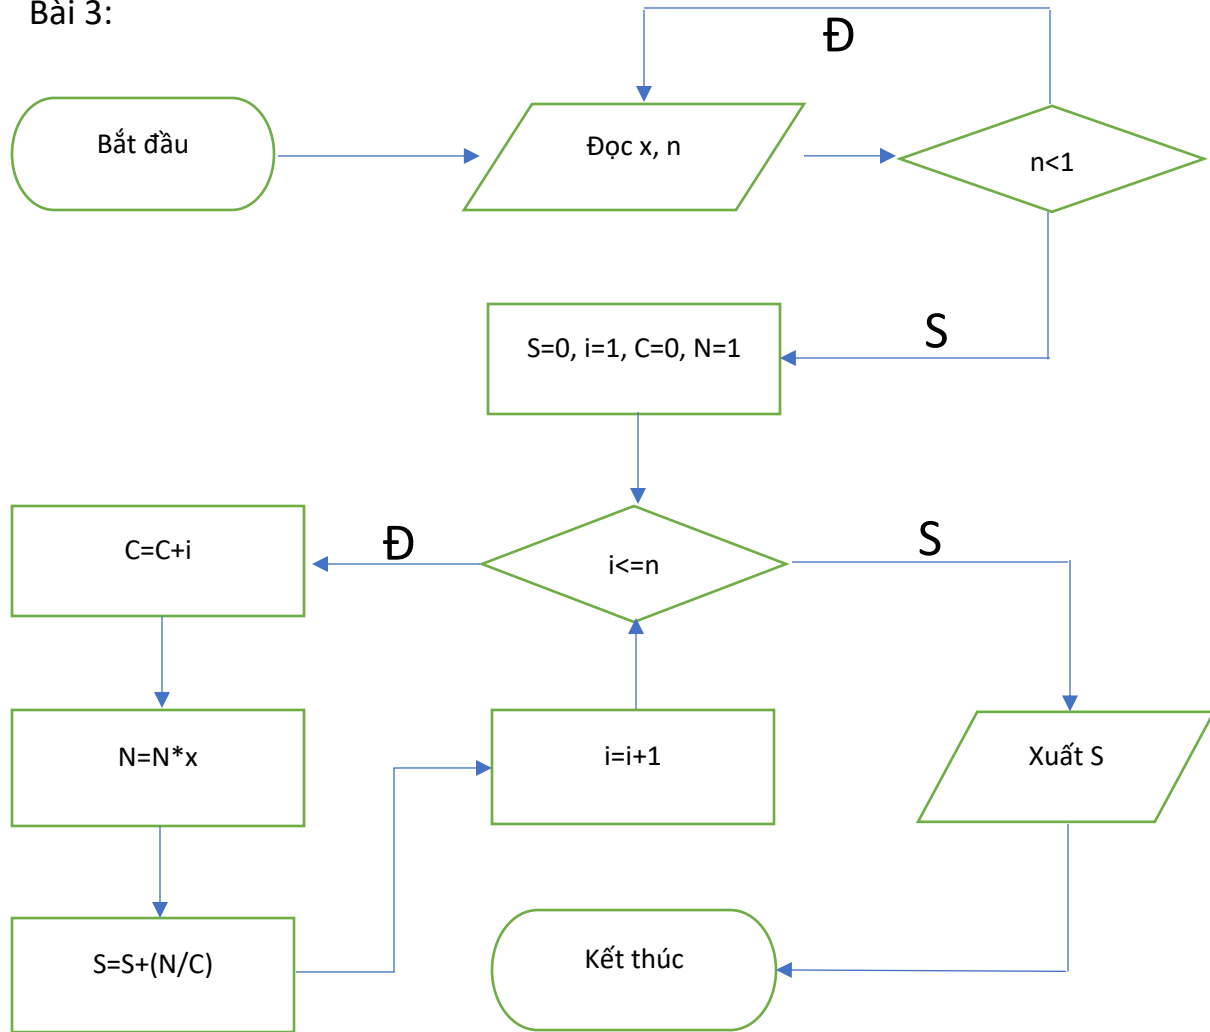 Bài 3:
Đ
Bắt đầu
Đọc x, n
n<1
S=0, i=1, C=0, N=1
S
C=C+i
Đ
i<=n
S
N=N*x
i=i+1
Xuất S
S=S+(N/C)
Kết thúc